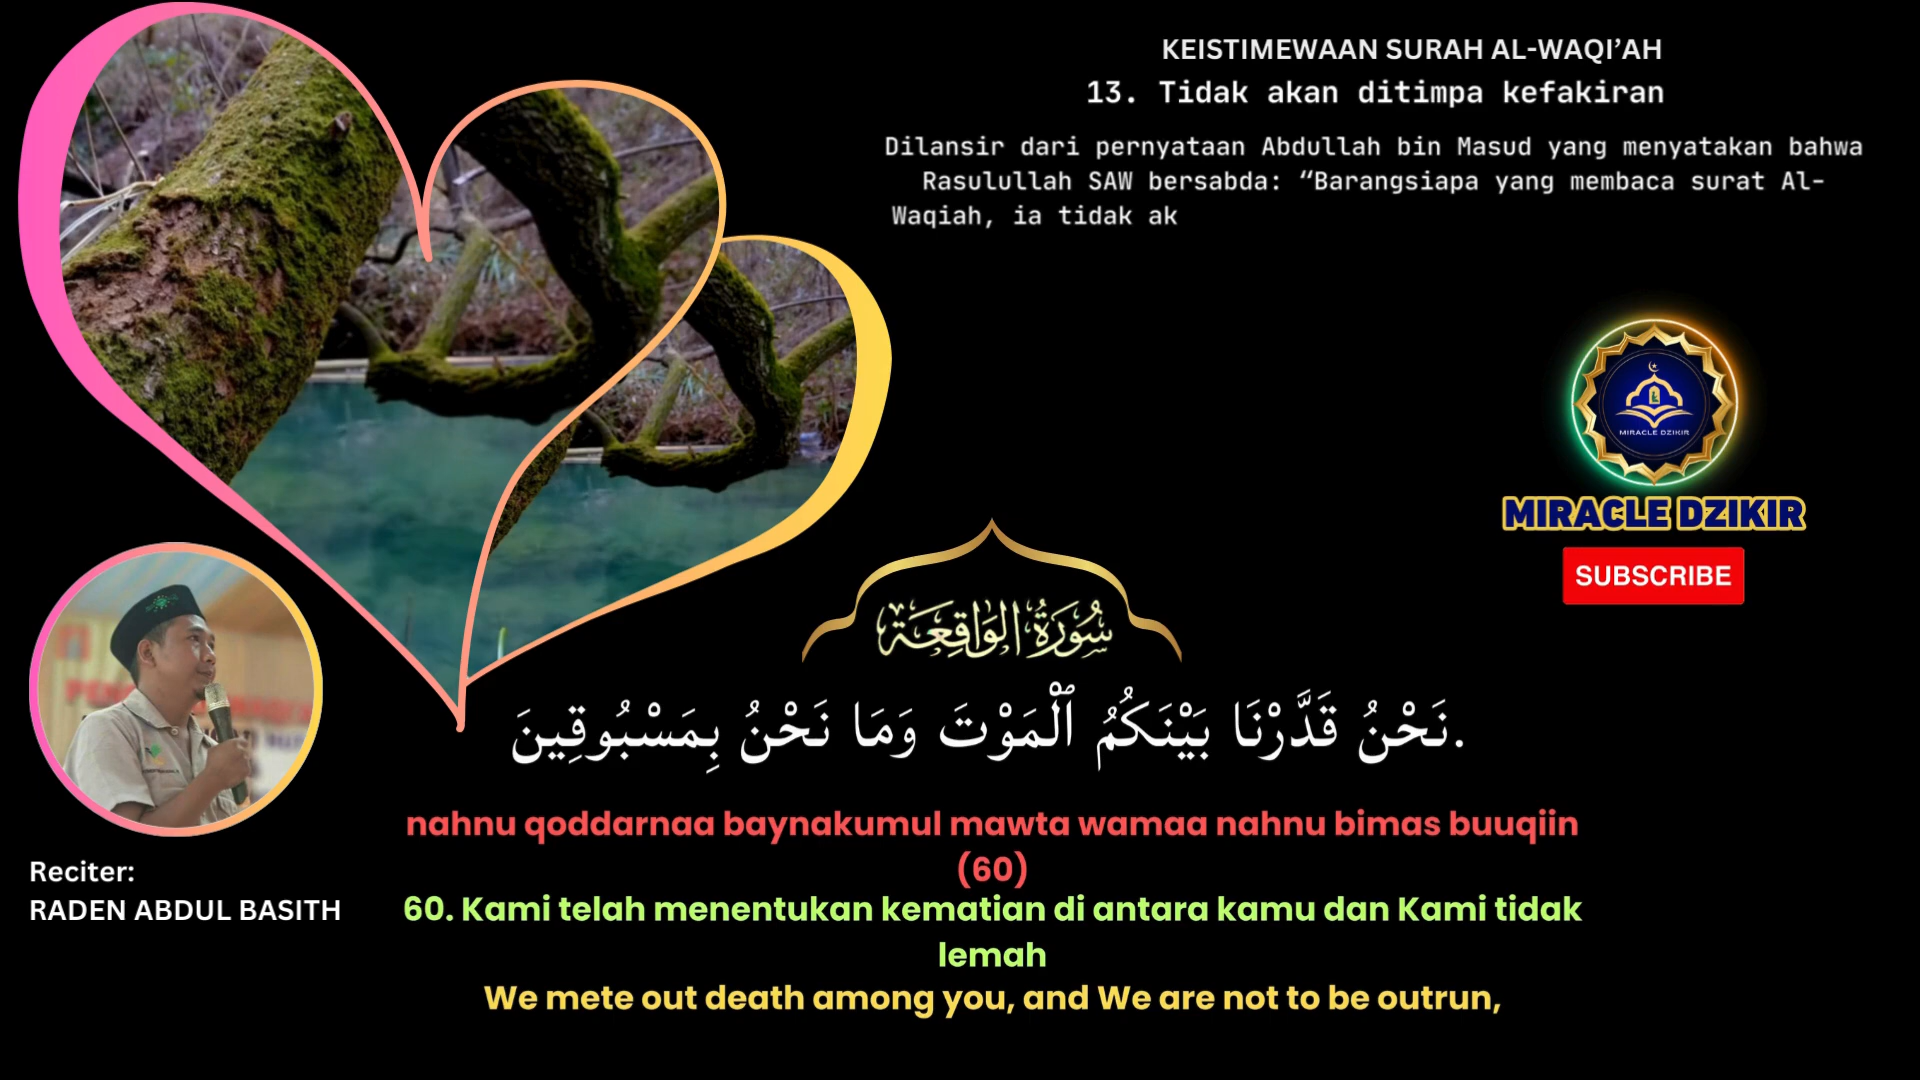 KEISTIMEWAAN SURAH AL-WAQI’AH
13. Tidak akan ditimpa kefakiran
Dilansir dari pernyataan Abdullah bin Masud yang menyatakan bahwa
Rasulullah SAW bersabda: “Barangsiapa yang membaca surat Al-
Waqiah, ia tidak ak
MIRACLE DZIKIR
MIRACLE DZIKIR
SUBSCRIBE
سُورَةُ الوَاقِعَة
نَحْنُ قَدَّرْنَا بَيْنَكُمُ ٱلْمَوْتَ وَمَا نَحْنُ بِمَسْبُوقِينَ.
nahnu qoddarnaa baynakumul mawta wamaa nahnu bimas buuqiin
(60)
60. Kami telah menentukan kematian di antara kamu dan Kami tidak
lemah
We mete out death among you, and We are not to be outrun,
Reciter:
RADEN ABDUL BASITH